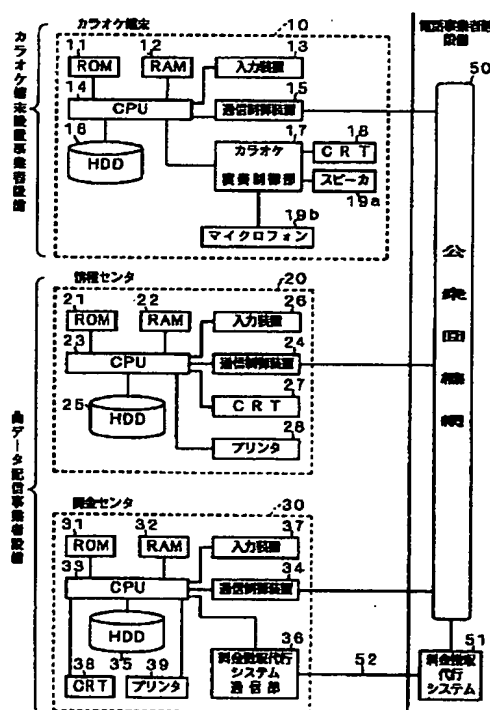 カラオケ端末
10
電話事業者設備
50
カラオケ端末設置事業者設備
11
ROM
12
RAM
13
入力装置
14
CPU
15
通信制御装置
16
HDD
17
カラオケ
演奏制御部
18
CRT
スピーカ
19a
19b
マイクロフォン
公衆回線網
曲データ配信事業者設備
情報センタ
20
21
ROM
22
RAM
26
入力装置
23
CPU
24
通信制御装置
25
HDD
27
CRT
28
プリンタ
課金センタ
30
31
ROM
32
RAM
37
入力装置
33
CPU
34
通信制御装置
HDD
35
38
CRT
39
プリンタ
36
料金徴収代行
システム
通信部
52
51
料金徴収
代行
システム